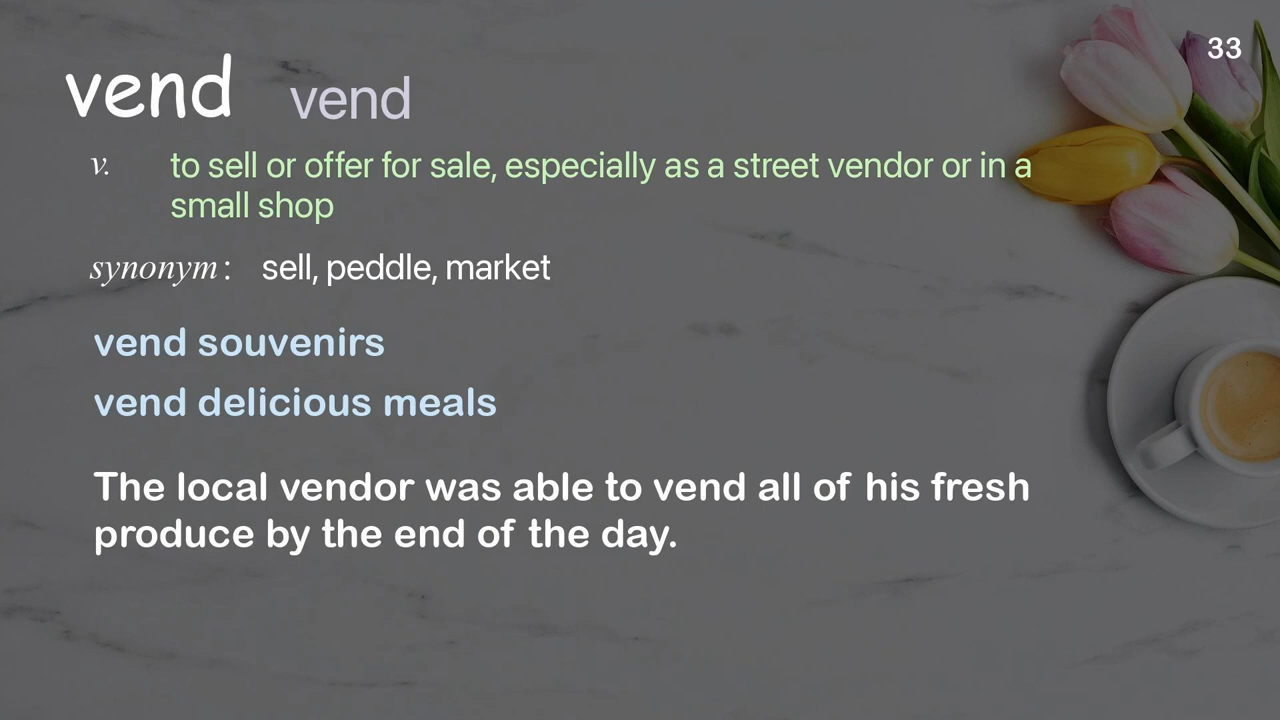 33
vend vend
v. to sell or offer for sale, especially as a street vendor or in a
small shop
synonym: sell, peddle, market
vend souvenirs
vend delicious meals
The local vendor was able to vend all of his fresh
produce by the end of the day.